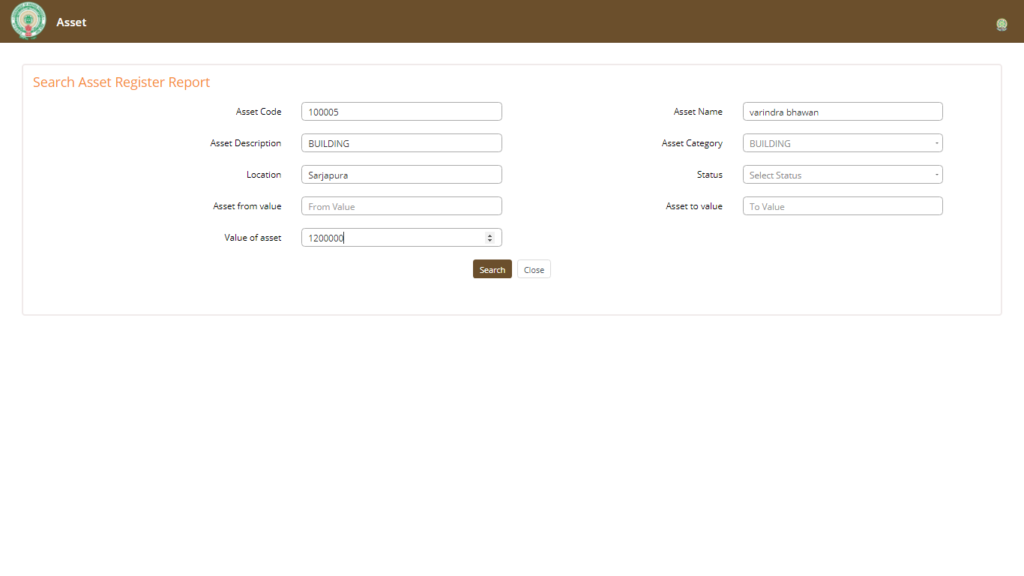 Asset
Search Asset Register Report
Asset Code 100005 Asset Name varindra bhawan
Asset Description BUILDING Asset Category BUILDING
Location Sarjapura Status Select Status
Asset from value From Value Asset to value To Value
Value of asset 1200000
Search Close